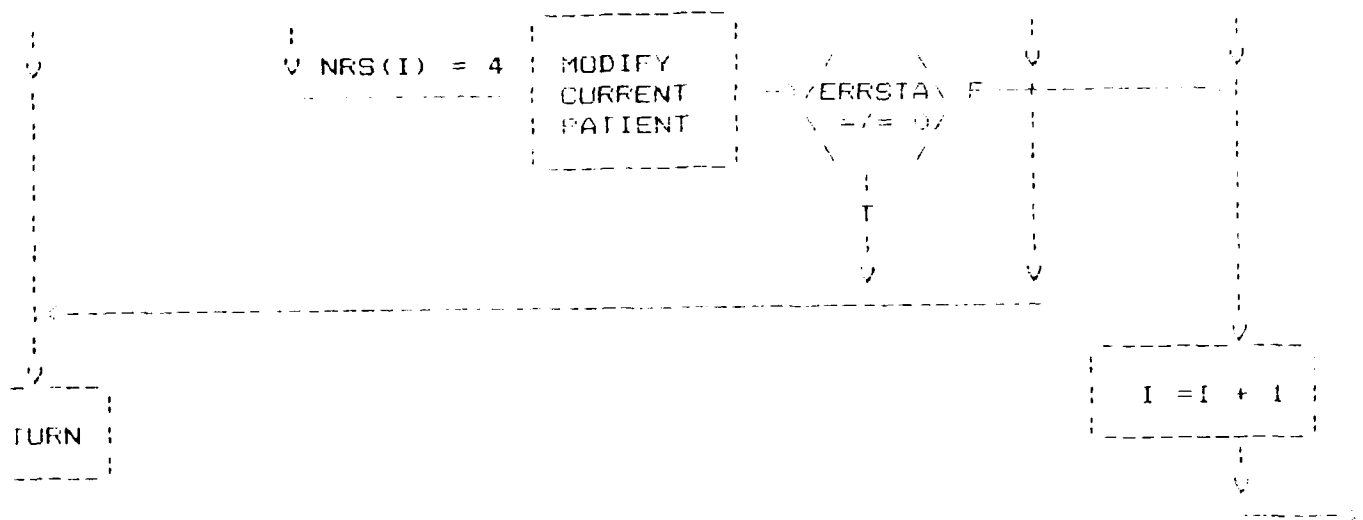 NRS(I) = 4
MODIFY
CURRENT
PATIENT
ERRSTA
=/= 0
F
T
I =I + 1
TURN